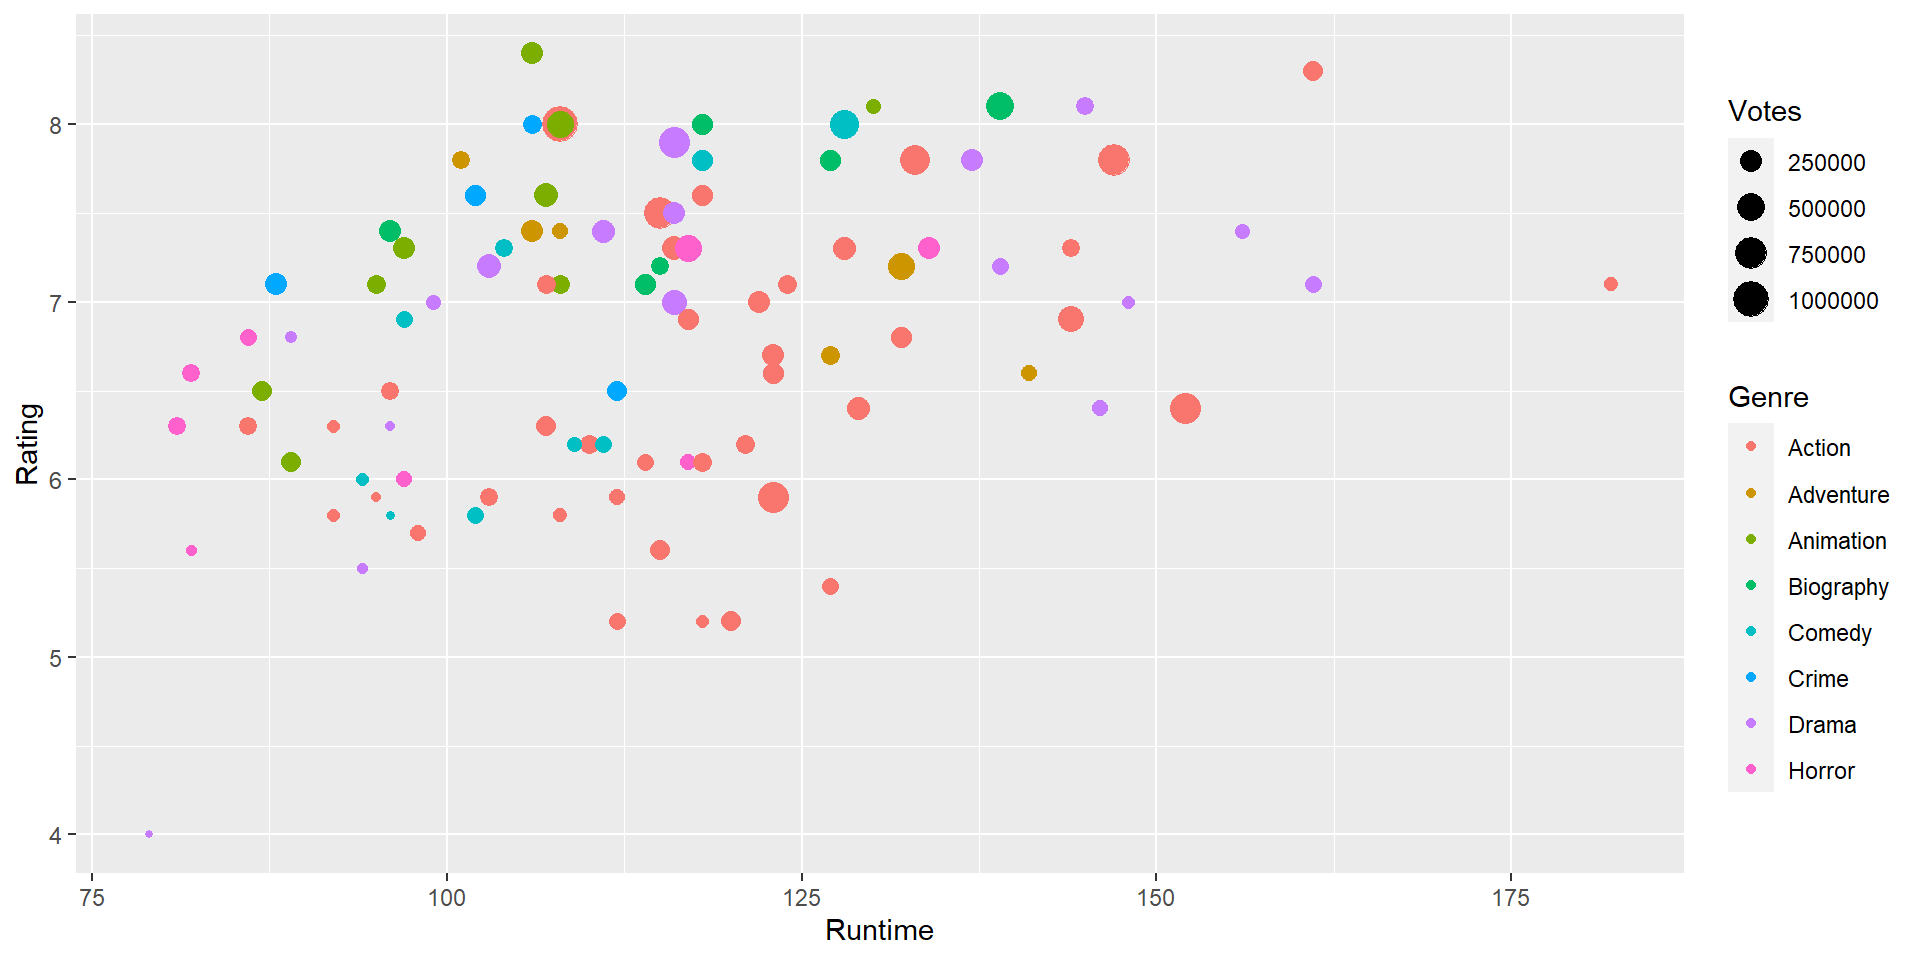 8
7
6
5
4
Rating
75
100
125
150
175
Runtime
Votes
250000
500000
750000
1000000
Genre
Action
Adventure
Animation
Biography
Comedy
Crime
Drama
Horror